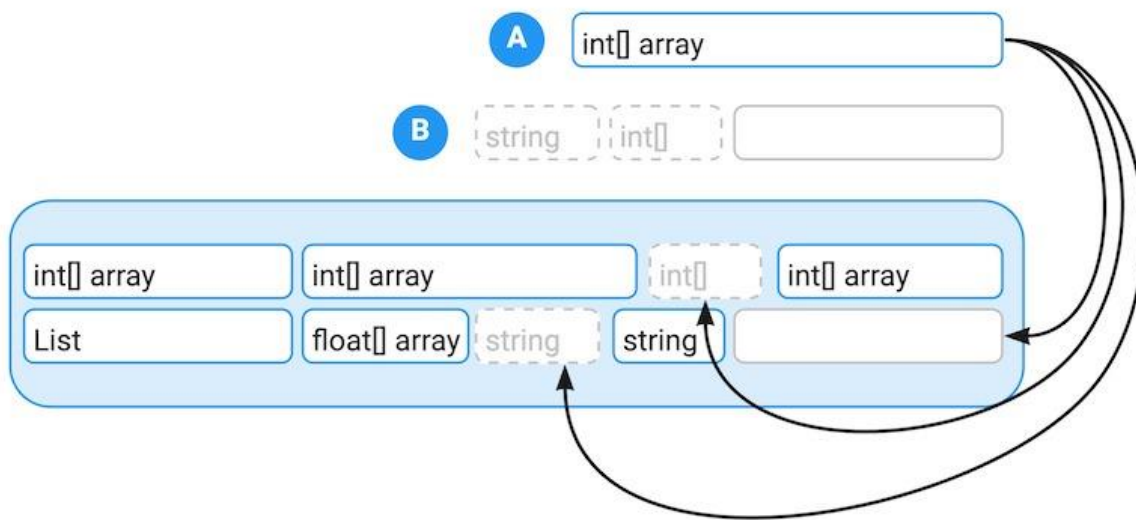 A int[] array
B string int[]
int[] array int[] array int[] int[] array
List float[] array string string